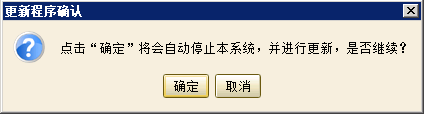 更新程序确认
点击“确定”将会自动停止本系统，并进行更新，是否继续？
确定
取消